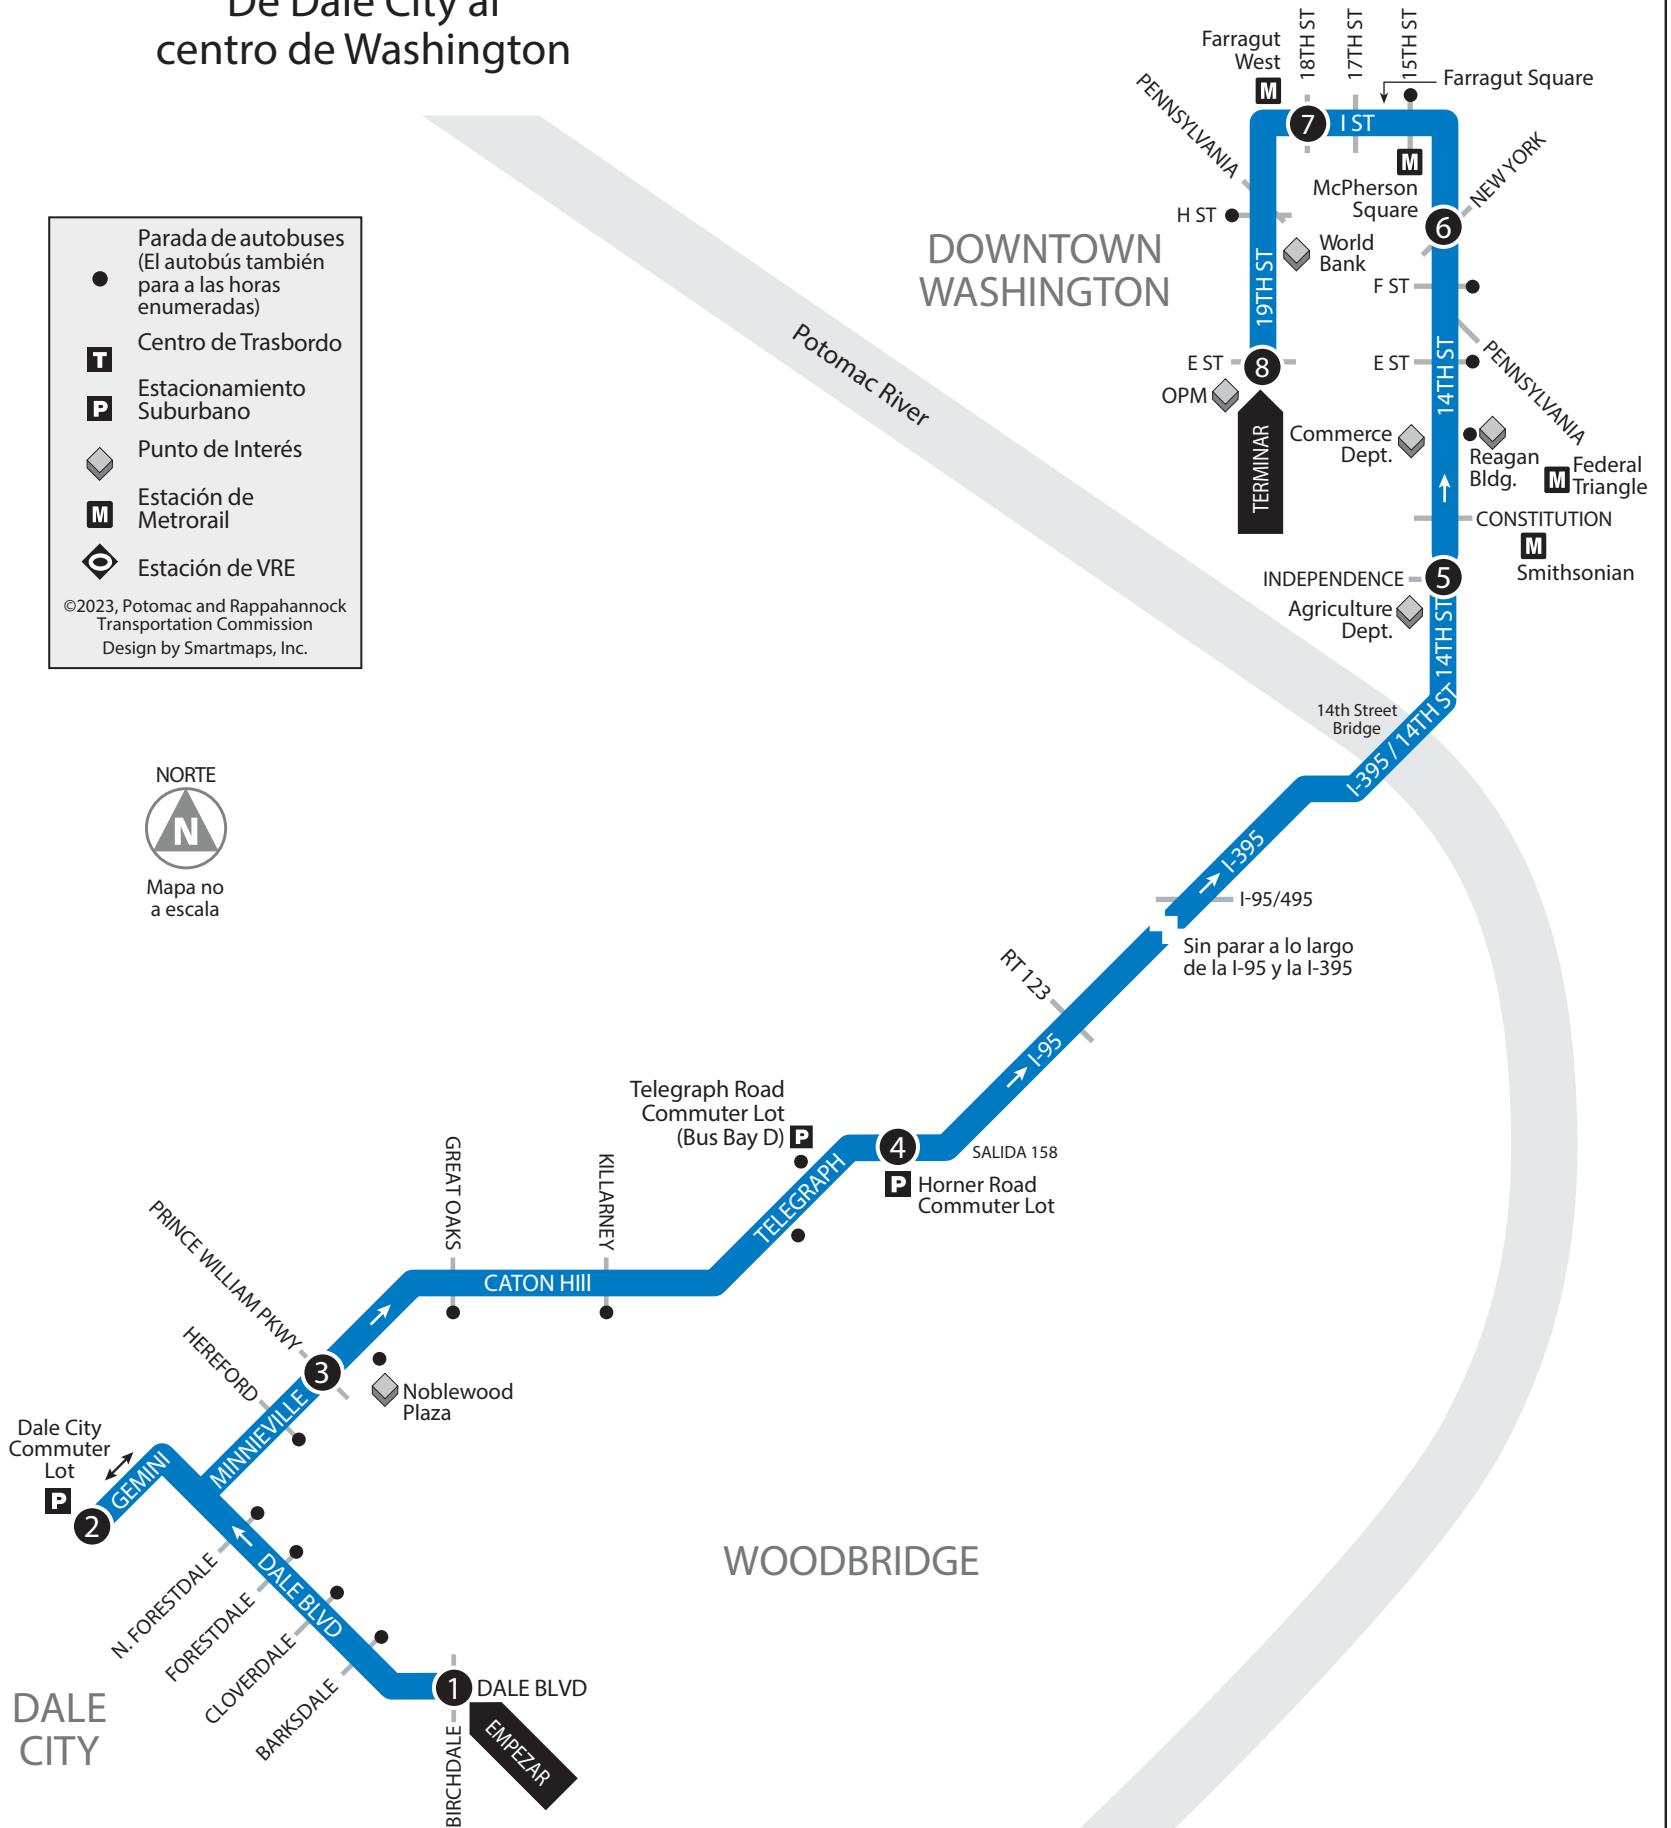 De Dale City al
centro de Washington
Parada de autobuses
(El autobús también
para a las horas
enumeradas)
T
Centro de Trasbordo
P
Estacionamiento
Suburbano
Punto de Interés
M
Estación de
Metrorail
Estación de VRE
©2023, Potomac and Rappahannock
Transportation Commission
Design by Smartmaps, Inc.
NORTE
N
Mapa no
a escala
Farragut
West
M
18TH ST
17TH ST
15TH ST
Farragut Square
PENNSYLVANIA
7
I ST
M
McPherson
Square
NEW YORK
6
H ST
DOWNTOWN
WASHINGTON
World
Bank
19TH ST
F ST
Potomac River
E ST
8
OPM
TERMINAR
E ST
14TH ST
PENNSYLVANIA
Commerce
Dept.
Reagan
Bldg.
M
Federal
Triangle
CONSTITUTION
M
Smithsonian
INDEPENDENCE
5
Agriculture
Dept.
14TH ST
14th Street
Bridge
I-395 / 14TH ST
I-395
I-95/495
Sin parar a lo largo
de la I-95 y la I-395
RT 123
I-95
Telegraph Road
Commuter Lot
(Bus Bay D)
P
4
SALIDA 158
P
Horner Road
Commuter Lot
TELEGRAPH
GREAT OAKS
KILLARNEY
CATON HIll
PRINCE WILLIAM PKWY
HEREFORD
3
Noblewood
Plaza
MINNIEVILLE
Dale City
Commuter
Lot
P
2
GEMINI
N. FORESTDALE
FORESTDALE
CLOVERDALE
BARKSDALE
DALE BLVD
WOODBRIDGE
1
DALE BLVD
EMPEZAR
BIRCHDALE
DALE
CITY